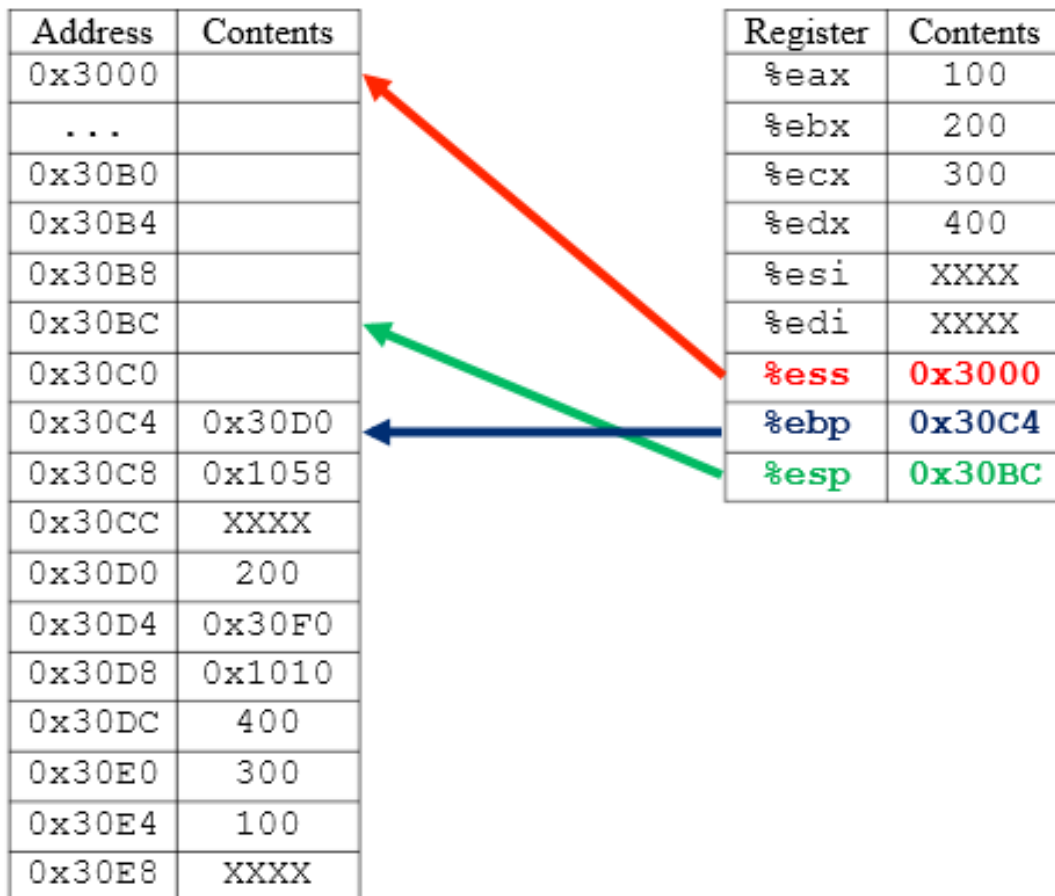 Address Contents
0x3000
...
0x30B0
0x30B4
0x30B8
0x30BC
0x30C0
0x30C4 0x30D0
0x30C8 0x1058
0x30CC XXXX
0x30D0 200
0x30D4 0x30F0
0x30D8 0x1010
0x30DC 400
0x30E0 300
0x30E4 100
0x30E8 XXXX
Register Contents
%eax 100
%ebx 200
%ecx 300
%edx 400
%esi XXXX
%edi XXXX
%ess 0x3000
%ebp 0x30C4
%esp 0x30BC